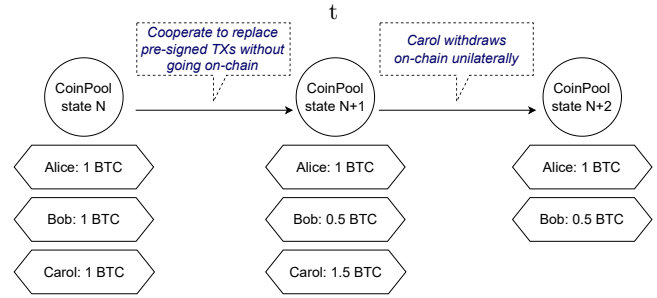 t
Cooperate to replace
pre-signed TXs without
going on-chain
Carol withdraws
on-chain unilaterally
CoinPool
state N
CoinPool
state N+1
CoinPool
state N+2
Alice: 1 BTC
Alice: 1 BTC
Alice: 1 BTC
Bob: 1 BTC
Bob: 0.5 BTC
Bob: 0.5 BTC
Carol: 1 BTC
Carol: 1.5 BTC